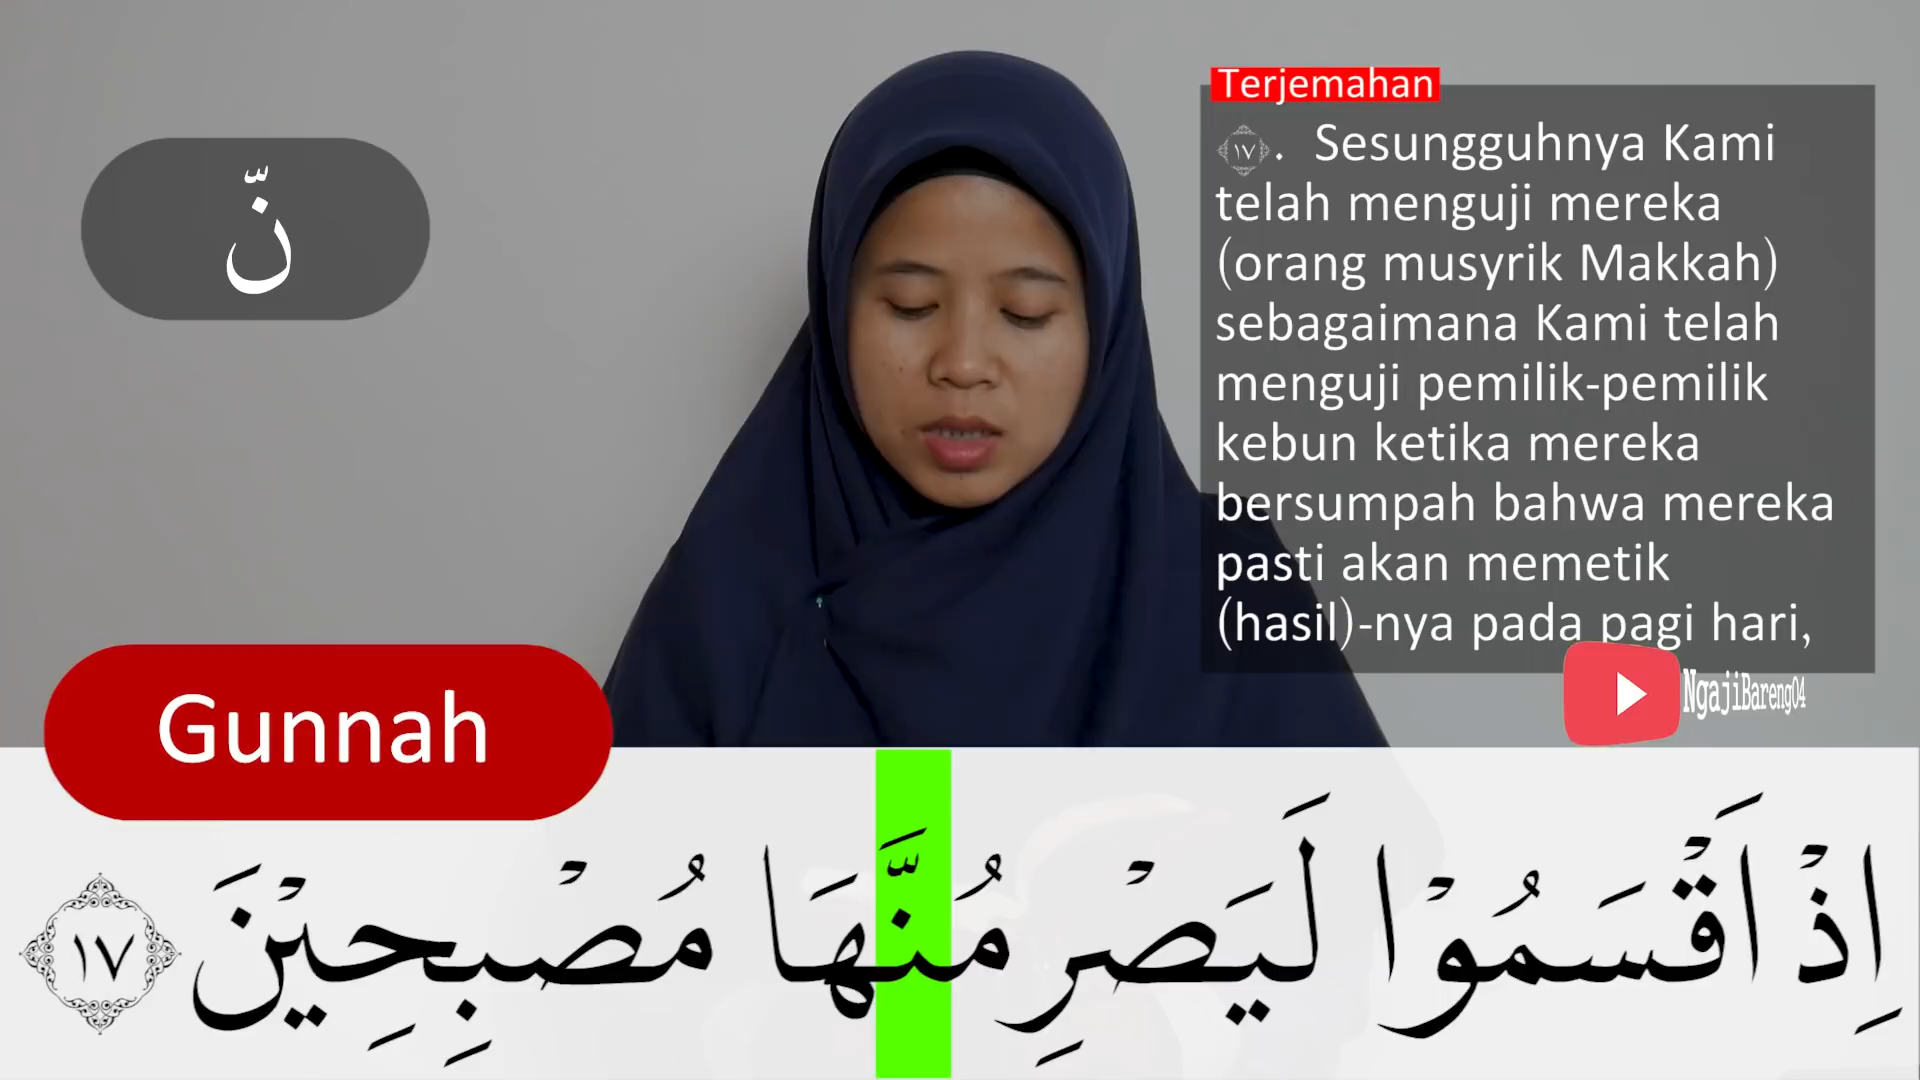 نّ
Terjemahan
١٧. Sesungguhnya Kami
telah menguji mereka
(orang musyrik Makkah)
sebagaimana Kami telah
menguji pemilik-pemilik
kebun ketika mereka
bersumpah bahwa mereka
pasti akan memetik
(hasil)-nya pada pagi hari,
NgajiBareng04
Gunnah
اِذْ اَقْسَمُوْا لَيَصْرِمُنَّهَا مُصْبِحِيْنَ ١٧